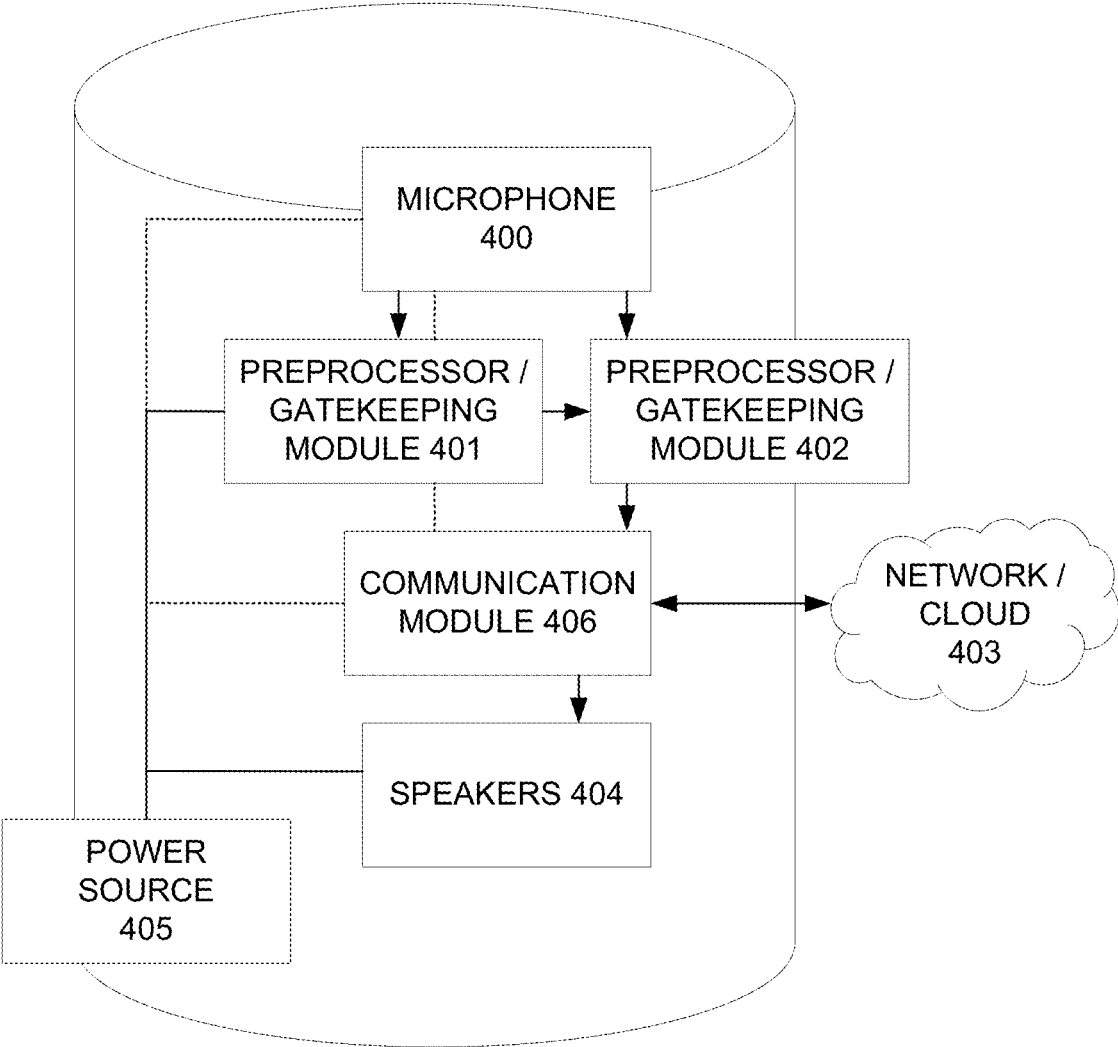 MICROPHONE
400
PREPROCESSOR /
GATEKEEPING
MODULE 401
PREPROCESSOR /
GATEKEEPING
MODULE 402
COMMUNICATION
MODULE 406
NETWORK /
CLOUD
403
SPEAKERS 404
POWER
SOURCE
405